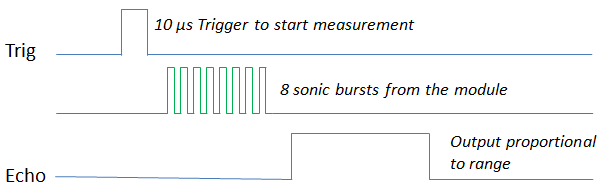 10 µs Trigger to start measurement
Trig
8 sonic bursts from the module
Output proportional
to range
Echo